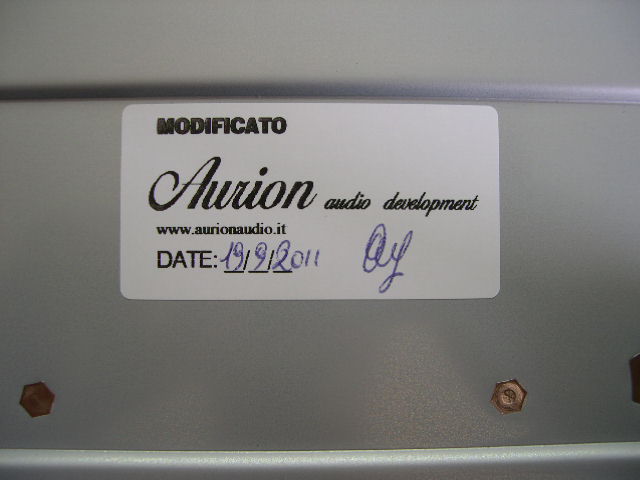 MODIFICATO
Aurion audio development
www.aurionaudio.it
DATE: 19/9/2011